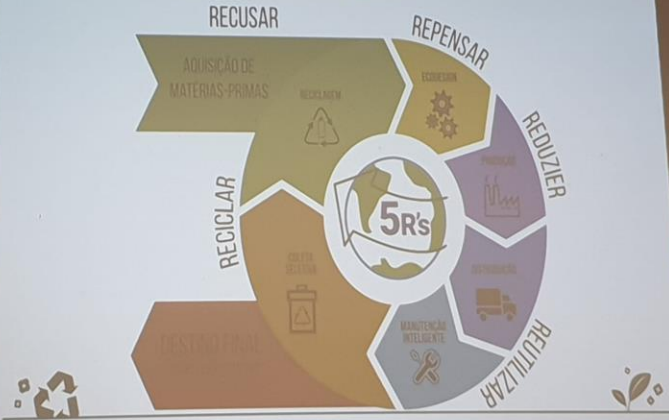 RECUSAR
REPENSAR
AQUISIÇÃO DE
MATÉRIAS-PRIMAS
RECICLAGEM
ECODESIGN
REDUZIER
PRODUÇÃO
RECICLAR
5R's
COLETA
SELETIVA
DISTRIBUIÇÃO
MANUTENÇÃO
INTELIGENTE
REUTILIZAR
DESTINO FINAL